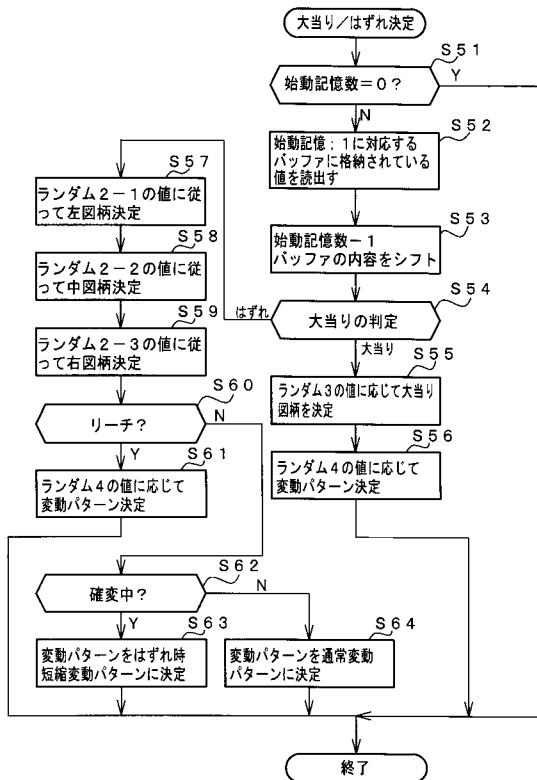 大当り／はずれ決定
S51
始動記憶数＝０？
Y
N
S52
始動記憶；１に対応する
バッファに格納されている
値を読出す
S53
始動記憶数－１
バッファの内容をシフト
S54
大当りの判定
はずれ
大当り
S55
ランダム３の値に応じて大当り
図柄を決定
S56
ランダム４の値に応じて
変動パターン決定
S57
ランダム２－１の値に従
って左図柄決定
S58
ランダム２－２の値に従
って中図柄決定
S59
ランダム２－３の値に従
って右図柄決定
S60
リーチ？
N
Y
S61
ランダム４の値に応じて
変動パターン決定
S62
確変中？
N
Y
S63
変動パターンをはずれ時
短縮変動パターンに決定
S64
変動パターンを通常変動
パターンに決定
終了